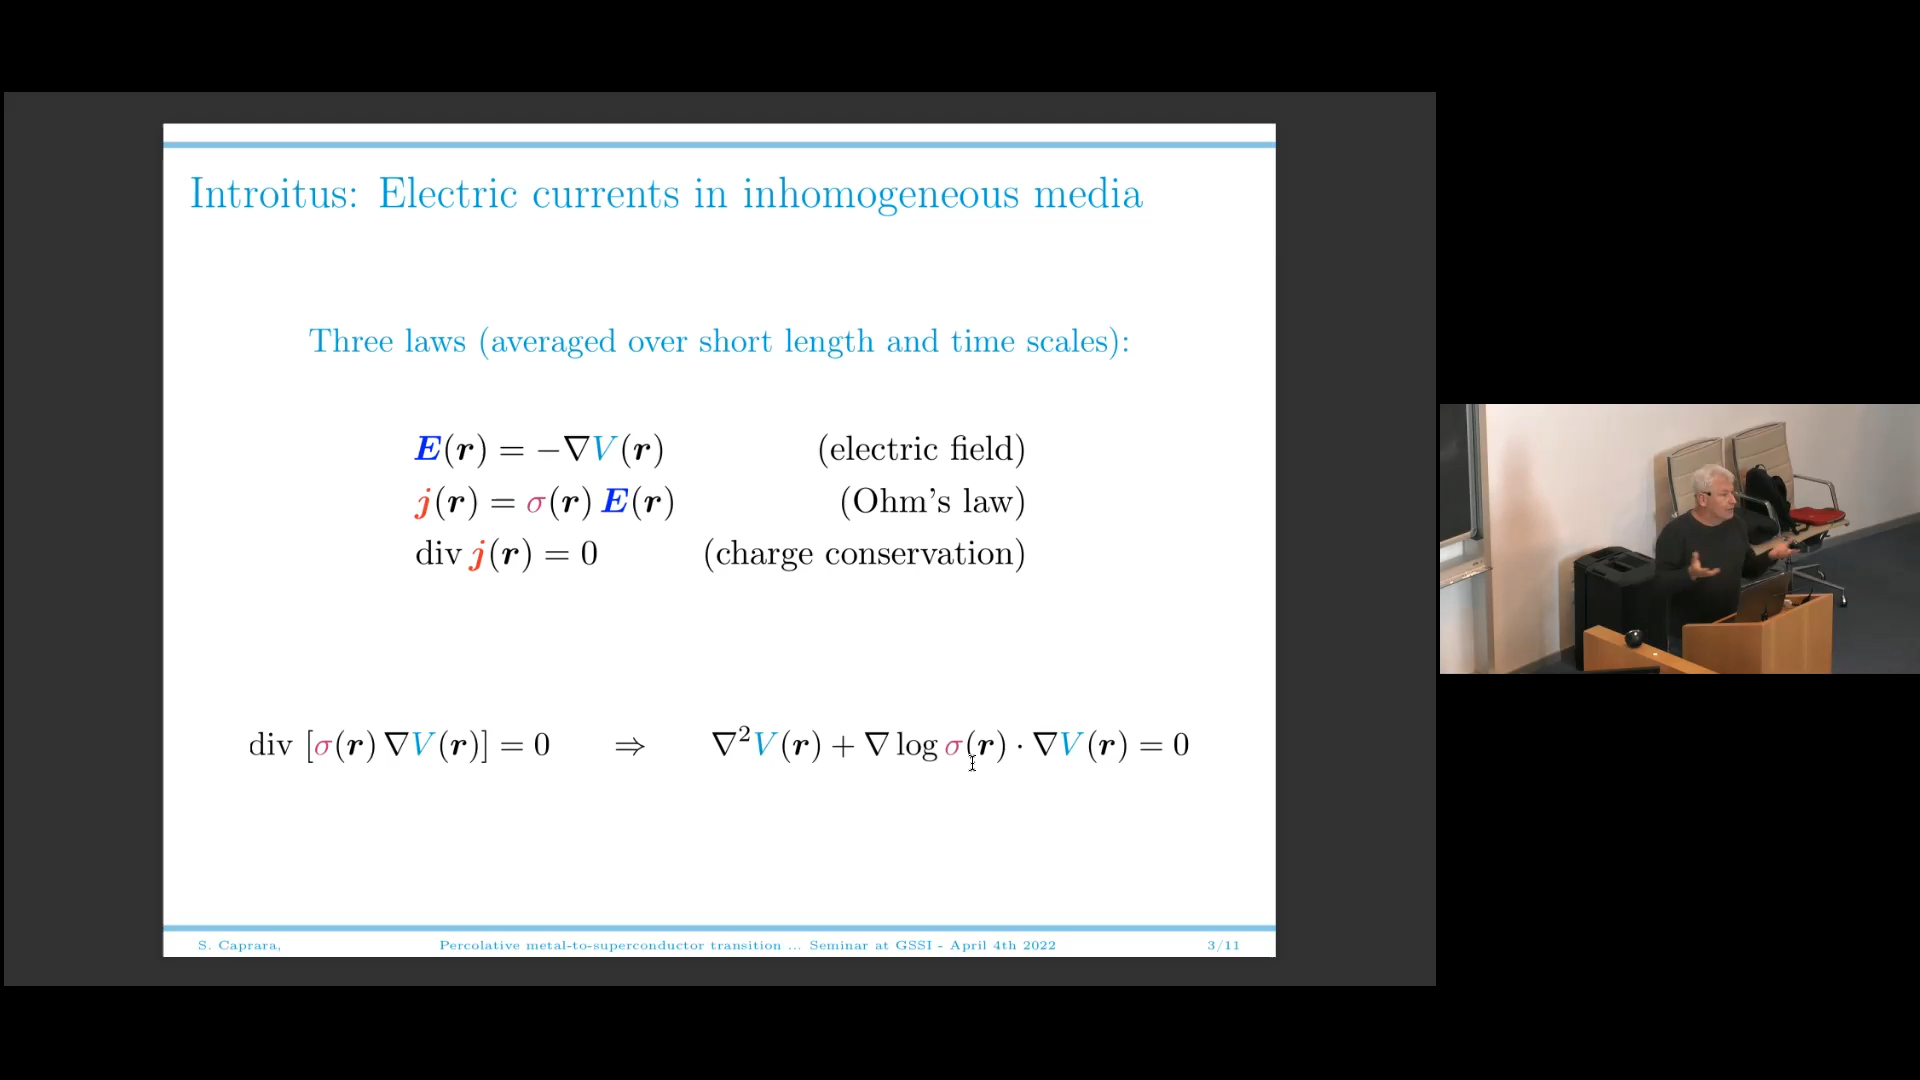 Introitus: Electric currents in inhomogeneous media
Three laws (averaged over short length and time scales):
E(r) = −∇V(r) (electric field)
j(r) = σ(r) E(r) (Ohm's law)
div j(r) = 0 (charge conservation)
div [σ(r) ∇V(r)] = 0 ⇒ ∇²V(r) + ∇ log σ(r) · ∇V(r) = 0
S. Caprara, Percolative metal-to-superconductor transition ... Seminar at GSSI - April 4th 2022 3/11